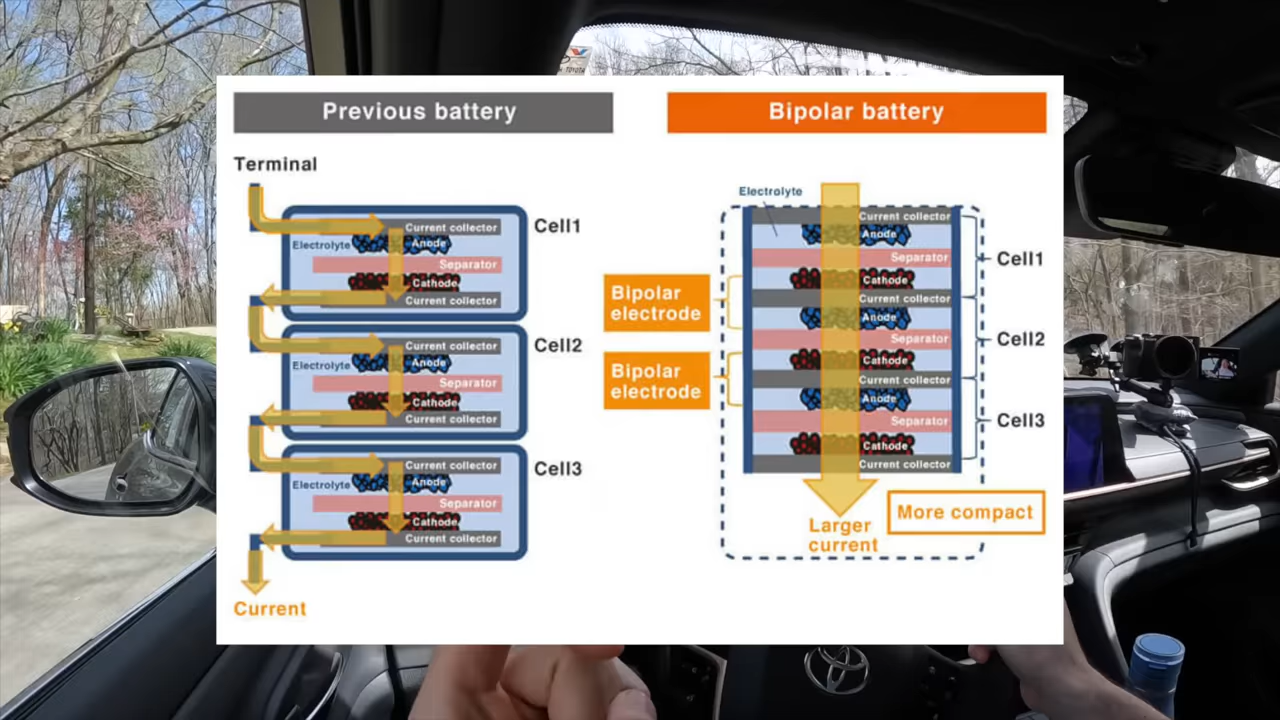 Previous battery
Terminal
Current collector
Cell1
Electrolyte
Anode
Separator
Cathode
Current collector
Current collector
Cell2
Electrolyte
Anode
Separator
Cathode
Current collector
Current collector
Cell3
Electrolyte
Anode
Separator
Cathode
Current collector
Current
Bipolar battery
Electrolyte
Current collector
Anode
Separator
Cell1
Cathode
Bipolar
electrode
Current collector
Anode
Separator
Cell2
Cathode
Bipolar
electrode
Current collector
Anode
Separator
Cell3
Cathode
Current collector
Larger
current
More compact
TOYOTA